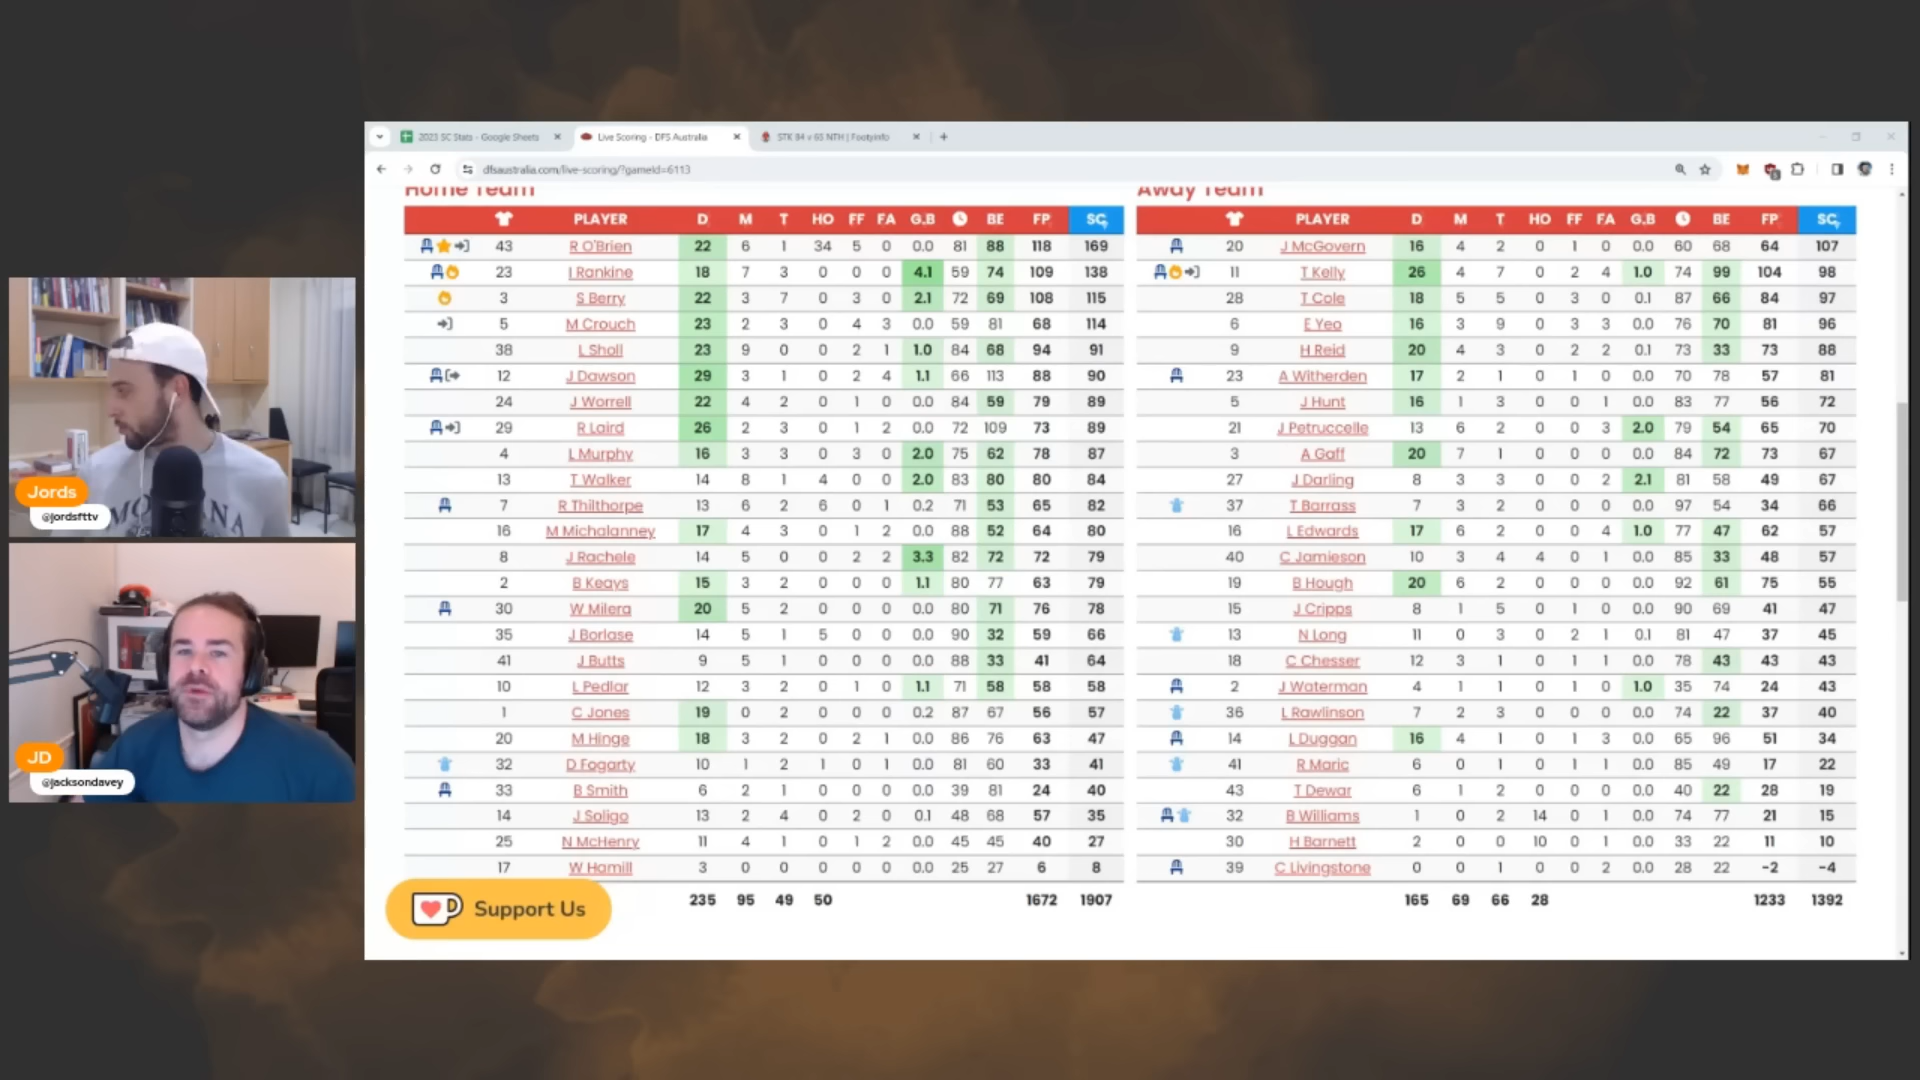 2023 SC Stats - Google Sheets
Live Scoring - DFS Australia
STK 84 v 65 NTH | Footyinfo
dfsaustralia.com/live-scoring/?gameId=6113
Home Team Away Team
PLAYER D M T HO FF FA G.B BE FP SC PLAYER D M T HO FF FA G.B BE FP SC
43 R O'Brien 22 6 1 34 5 0 0.0 81 88 118 169 20 J McGovern 16 4 2 0 1 0 0.0 60 68 64 107
23 I Rankine 18 7 3 0 0 0 4.1 59 74 109 138 11 T Kelly 26 4 7 0 2 4 1.0 74 99 104 98
3 S Berry 22 3 7 0 3 0 2.1 72 69 108 115 28 T Cole 18 5 5 0 3 0 0.1 87 66 84 97
5 M Crouch 23 2 3 0 4 3 0.0 59 81 68 114 6 E Yeo 16 3 9 0 3 3 0.0 76 70 81 96
38 L Sholl 23 9 0 0 2 1 1.0 84 68 94 91 9 H Reid 20 4 3 0 2 2 0.1 73 33 73 88
12 J Dawson 29 3 1 0 2 4 1.1 66 113 88 90 23 A Witherden 17 2 1 0 1 0 0.0 70 78 57 81
24 J Worrell 22 4 2 0 1 0 0.0 84 59 79 89 5 J Hunt 16 1 3 0 0 1 0.0 83 77 56 72
29 R Laird 26 2 3 0 1 2 0.0 72 109 73 89 21 J Petruccelle 13 6 2 0 0 3 2.0 79 54 65 70
4 L Murphy 16 3 3 0 3 0 2.0 75 62 78 87 3 A Gaff 20 7 1 0 0 0 0.0 84 72 73 67
13 T Walker 14 8 1 4 0 0 2.0 83 80 80 84 27 J Darling 8 3 3 0 0 2 2.1 81 58 49 67
7 R Thilthorpe 13 6 2 6 0 1 0.2 71 53 65 82 37 T Barrass 7 3 2 0 0 0 0.0 97 54 34 66
16 M Michalanney 17 4 3 0 1 2 0.0 88 52 64 80 16 L Edwards 17 6 2 0 0 4 1.0 77 47 62 57
8 J Rachele 14 5 0 0 2 2 3.3 82 72 72 79 40 C Jamieson 10 3 4 4 0 1 0.0 85 33 48 57
2 B Keays 15 3 2 0 0 0 1.1 80 77 63 79 19 B Hough 20 6 2 0 0 0 0.0 92 61 75 55
30 W Milera 20 5 2 0 0 0 0.0 80 71 76 78 15 J Cripps 8 1 5 0 1 0 0.0 90 69 41 47
35 J Borlase 14 5 1 5 0 0 0.0 90 32 59 66 13 N Long 11 0 3 0 2 1 0.1 81 47 37 45
41 J Butts 9 5 1 0 0 0 0.0 88 33 41 64 18 C Chesser 12 3 1 0 1 1 0.0 78 43 43 43
10 L Pedlar 12 3 2 0 1 0 1.1 71 58 58 58 2 J Waterman 4 1 1 0 1 0 1.0 35 74 24 43
1 C Jones 19 0 2 0 0 0 0.2 87 67 56 57 36 L Rawlinson 7 2 3 0 0 0 0.0 74 22 37 40
20 M Hinge 18 3 2 0 2 1 0.0 86 76 63 47 14 L Duggan 16 4 1 0 1 3 0.0 65 96 51 34
32 D Fogarty 10 1 2 1 0 1 0.0 81 60 33 41 41 R Maric 6 0 1 0 1 1 0.0 85 49 17 22
33 B Smith 6 2 1 0 0 0 0.0 39 81 24 40 43 T Dewar 6 1 2 0 0 0 0.0 40 22 28 19
14 J Soligo 13 2 4 0 2 0 0.1 48 68 57 35 32 B Williams 1 0 2 14 0 1 0.0 74 77 21 15
25 N McHenry 11 4 1 0 1 2 0.0 45 45 40 27 30 H Barnett 2 0 0 10 0 1 0.0 33 22 11 10
17 W Hamill 3 0 0 0 0 0 0.0 25 27 6 8 39 C Livingstone 0 0 1 0 0 2 0.0 28 22 -2 -4
235 95 49 50 1672 1907 165 69 66 28 1233 1392
Support Us
Jords
@jordsfttv
JD
@jacksondavey